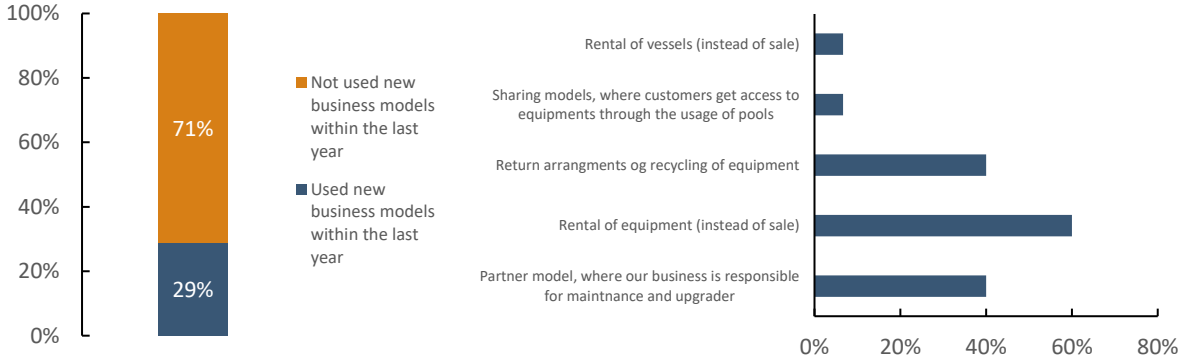 100%
80%
60%
40%
20%
0%
71%
29%
Not used new
business models
within the last
year
Used new
business models
within the last
year
Rental of vessels (instead of sale)
Sharing models, where customers get access to
equipments through the usage of pools
Return arrangments og recycling of equipment
Rental of equipment (instead of sale)
Partner model, where our business is responsible
for maintnance and upgrader
0%
20%
40%
60%
80%